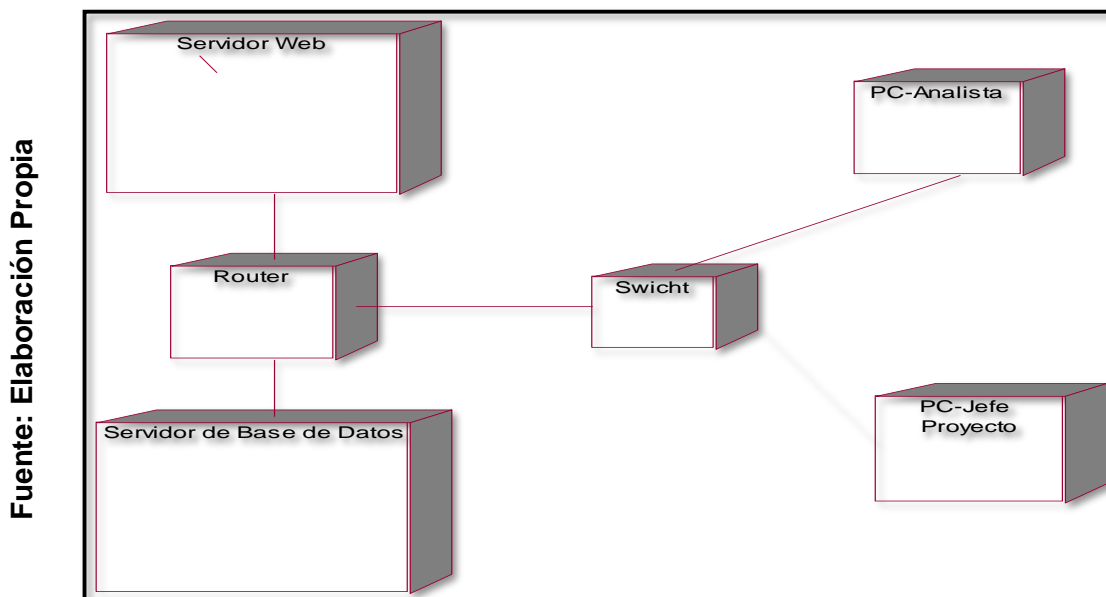 Fuente: Elaboración Propia
Servidor Web
PC-Analista
Router
Swicht
PC-Jefe
Proyecto
Servidor de Base de Datos